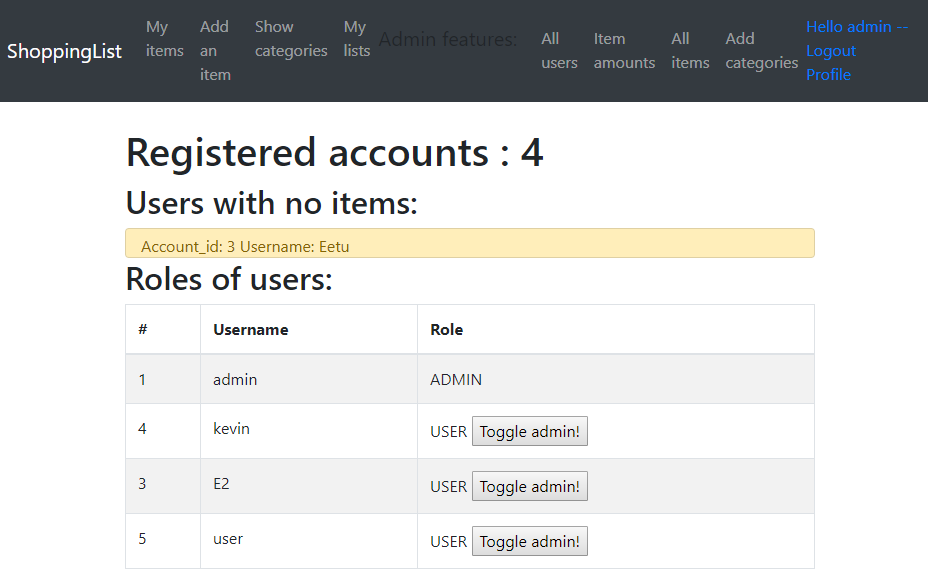 ShoppingList
My items
Add an item
Show categories
My lists
Admin features:
All users
Item amounts
All items
Add categories
Hello admin --
Logout
Profile
Registered accounts : 4
Users with no items:
Account_id: 3 Username: Eetu
Roles of users:
# Username Role
1 admin ADMIN
4 kevin USER Toggle admin!
3 E2 USER Toggle admin!
5 user USER Toggle admin!